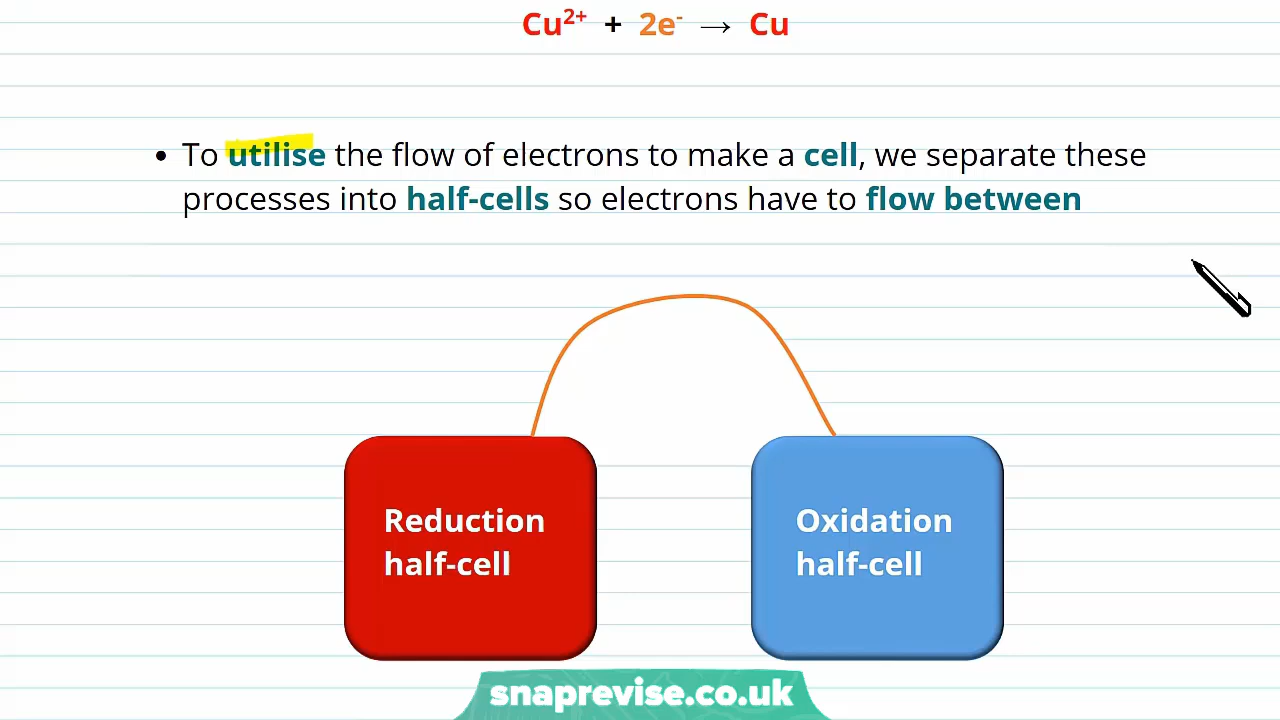 Cu²⁺ + 2e⁻ → Cu
• To utilise the flow of electrons to make a cell, we separate these
processes into half-cells so electrons have to flow between
Reduction
half-cell
Oxidation
half-cell
snaprevise.co.uk